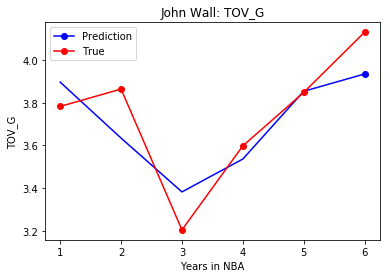 John Wall: TOV_G
Prediction
True
TOV_G
4.0
3.8
3.6
3.4
3.2
1 2 3 4 5 6
Years in NBA